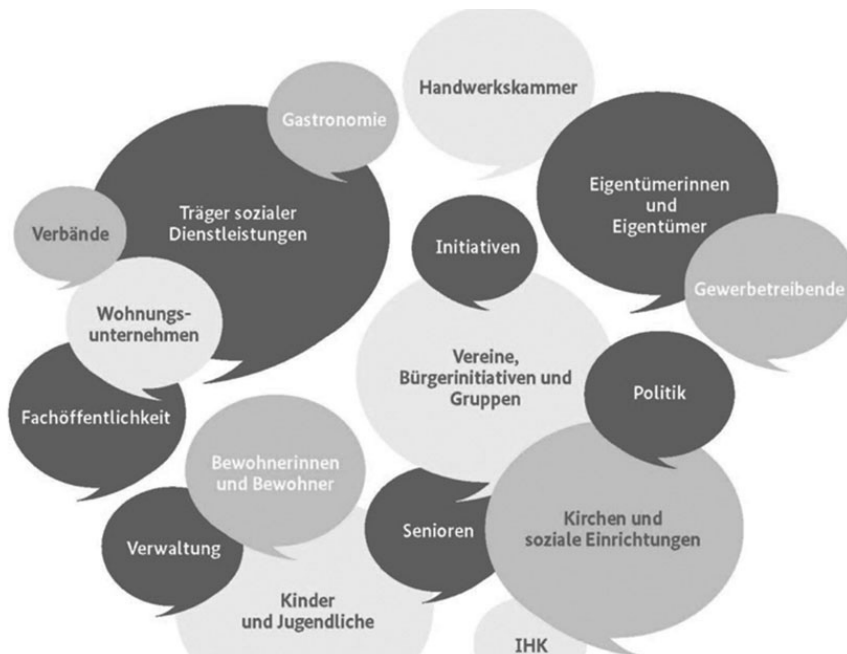 Handwerkskammer
Gastronomie
Eigentümerinnen
und
Eigentümer
Träger sozialer
Dienstleistungen
Verbände
Initiativen
Gewerbetreibende
Wohnungs-
unternehmen
Vereine,
Bürgerinitiativen und
Gruppen
Politik
Fachöffentlichkeit
Bewohnerinnen
und Bewohner
Kirchen und
soziale Einrichtungen
Senioren
Verwaltung
Kinder
und Jugendliche
IHK